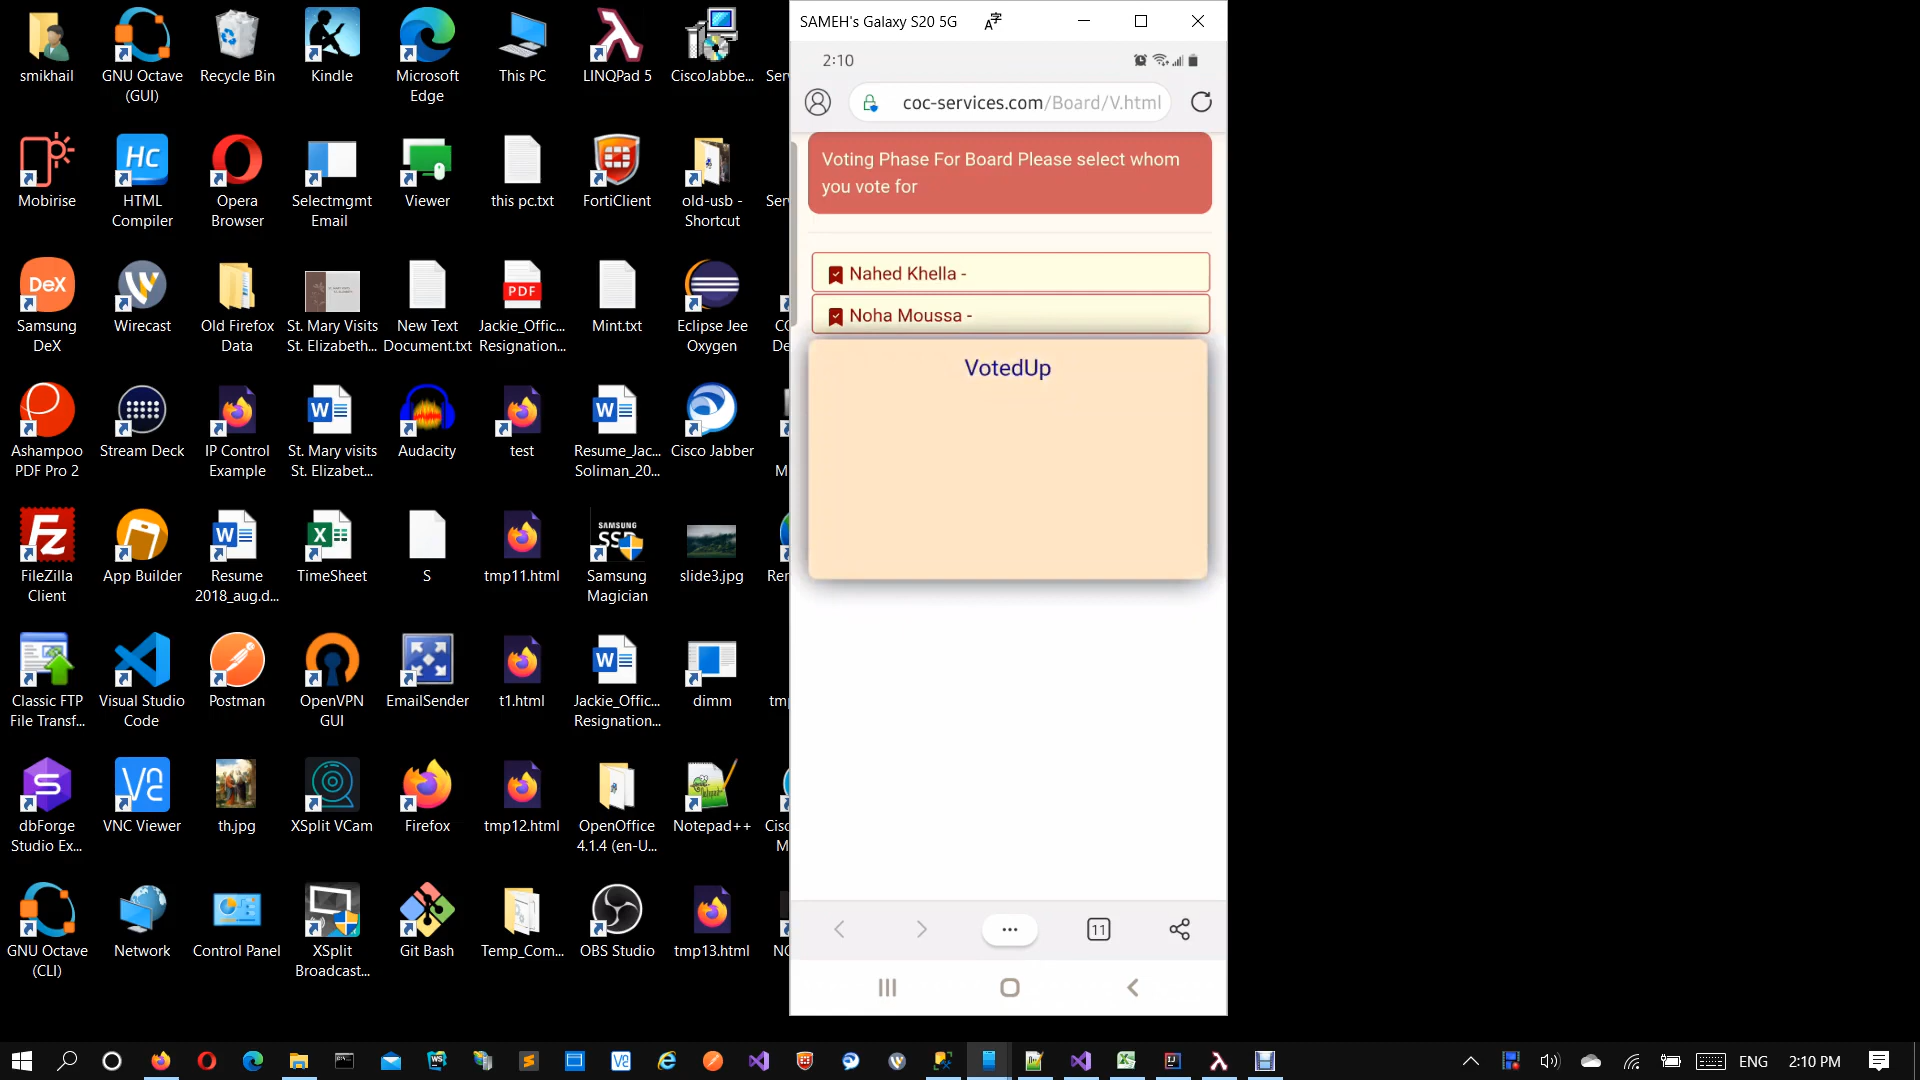 smikhail
GNU Octave
(GUI)
Recycle Bin
Kindle
Microsoft
Edge
This PC
LINQPad 5
CiscoJabbe...
Mobirise
HTML
Compiler
Opera
Browser
Selectmgmt
Email
Viewer
this pc.txt
FortiClient
old-usb -
Shortcut
Samsung
DeX
Wirecast
Old Firefox
Data
St. Mary Visits
St. Elizabeth...
New Text
Document.txt
Jackie_Offic...
Resignation...
Mint.txt
Eclipse Jee
Oxygen
Ashampoo
PDF Pro 2
Stream Deck
IP Control
Example
St. Mary visits
St. Elizabet...
Audacity
test
Resume_Jac...
Soliman_20...
Cisco Jabber
FileZilla
Client
App Builder
Resume
2018_aug.d...
TimeSheet
S
tmp11.html
Samsung
Magician
slide3.jpg
Classic FTP
File Transf...
Visual Studio
Code
Postman
OpenVPN
GUI
EmailSender
t1.html
Jackie_Offic...
Resignation...
dimm
dbForge
Studio Ex...
VNC Viewer
th.jpg
XSplit VCam
Firefox
tmp12.html
OpenOffice
4.1.4 (en-U...
Notepad++
GNU Octave
(CLI)
Network
Control Panel
XSplit
Broadcast...
Git Bash
Temp_Com...
OBS Studio
tmp13.html
SAMEH's Galaxy S20 5G
2:10
coc-services.com/Board/V.html
Voting Phase For Board Please select whom
you vote for
Nahed Khella -
Noha Moussa -
VotedUp
11
ENG
2:10 PM